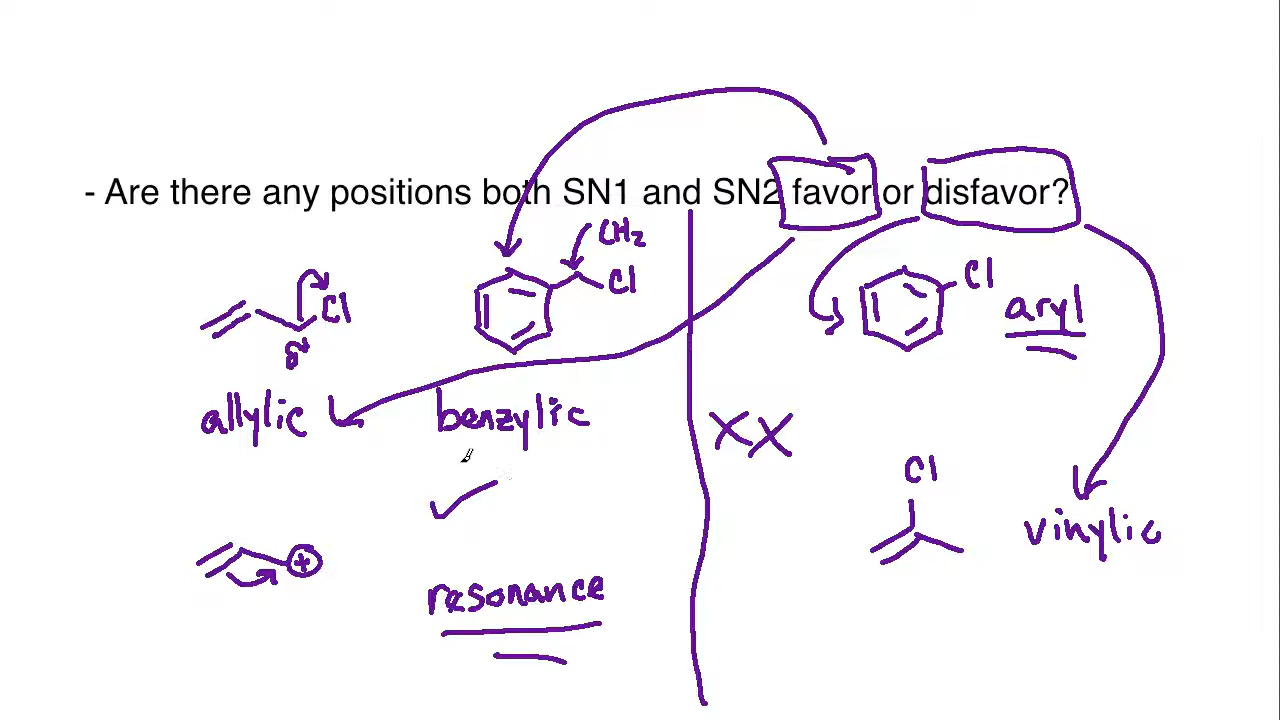 - Are there any positions both SN1 and SN2 favor or disfavor?
CH2
Cl
Cl
δ+
allylic
benzylic
+
resonance
Cl
aryl
XX
Cl
vinylic